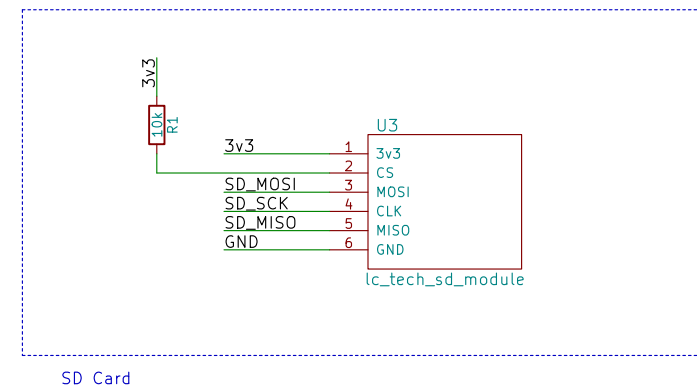 3v3
10k
R1
U3
3v3 1 3v3
2 CS
SD_MOSI 3 MOSI
SD_SCK 4 CLK
SD_MISO 5 MISO
GND 6 GND
lc_tech_sd_module
SD Card